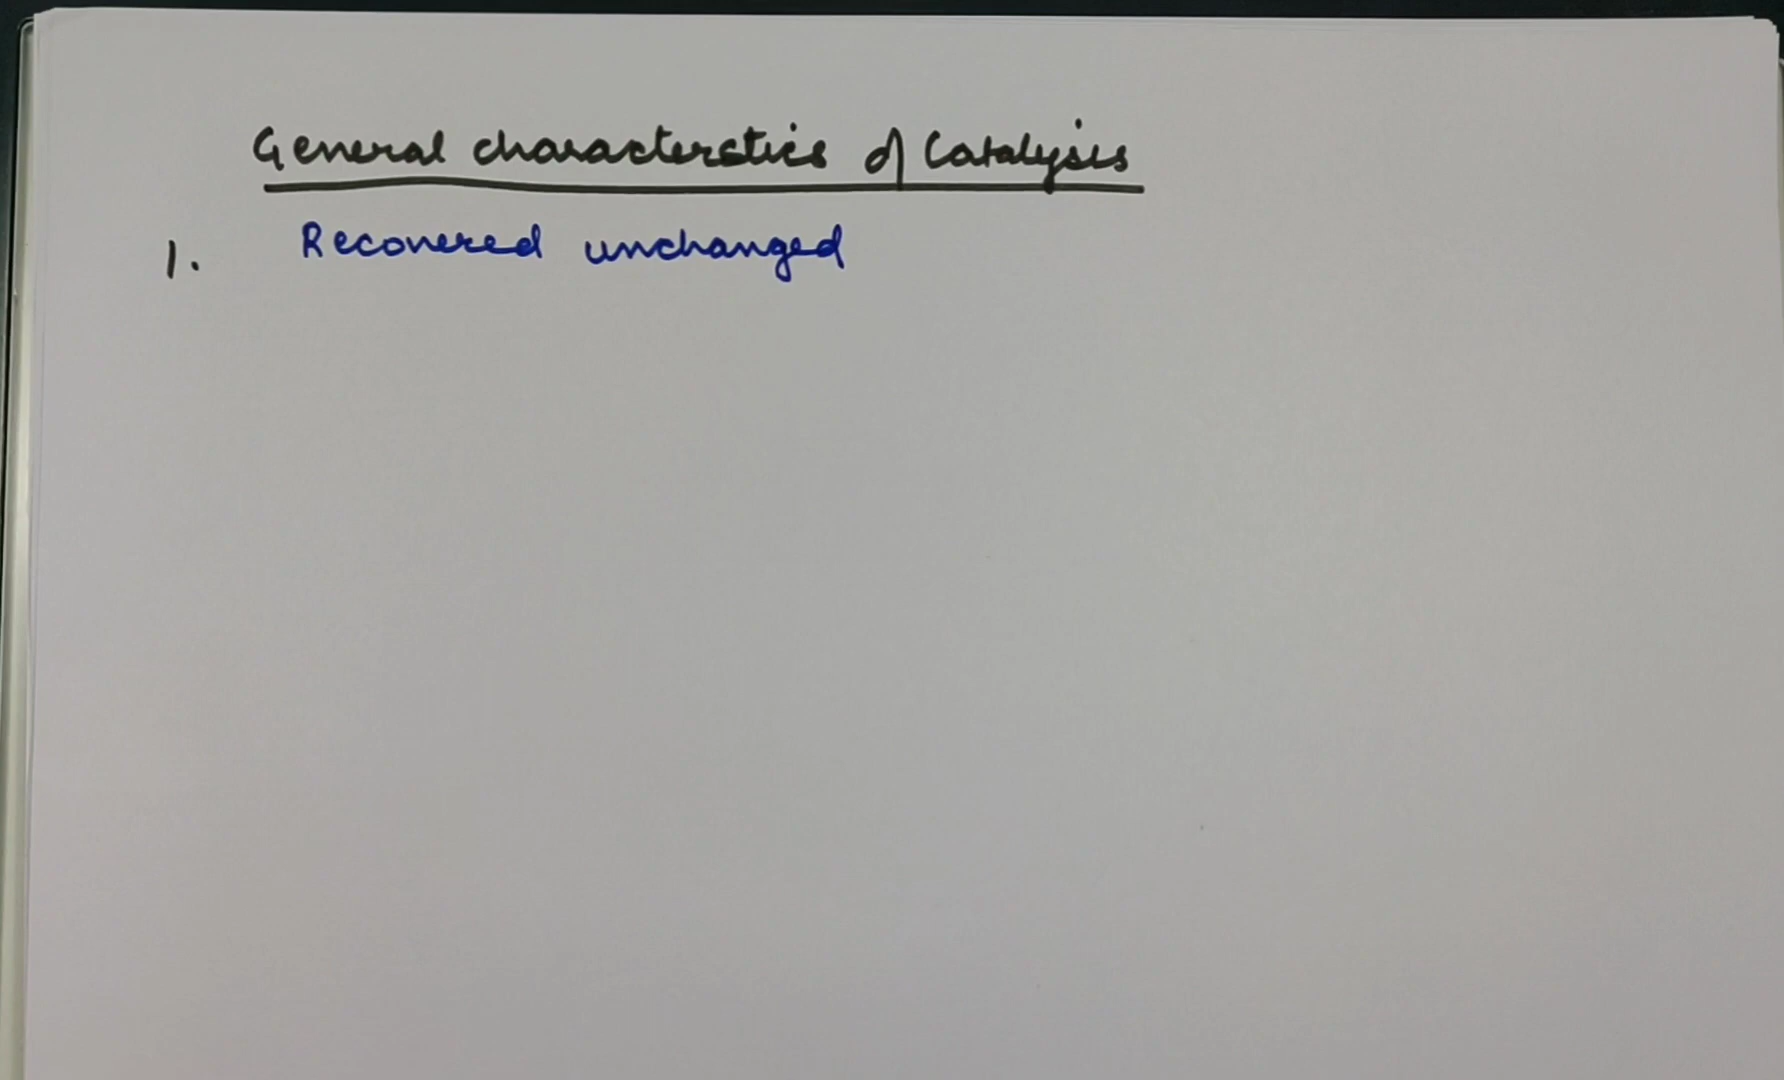 General characterstics of Catalysis
1. Recovered unchanged